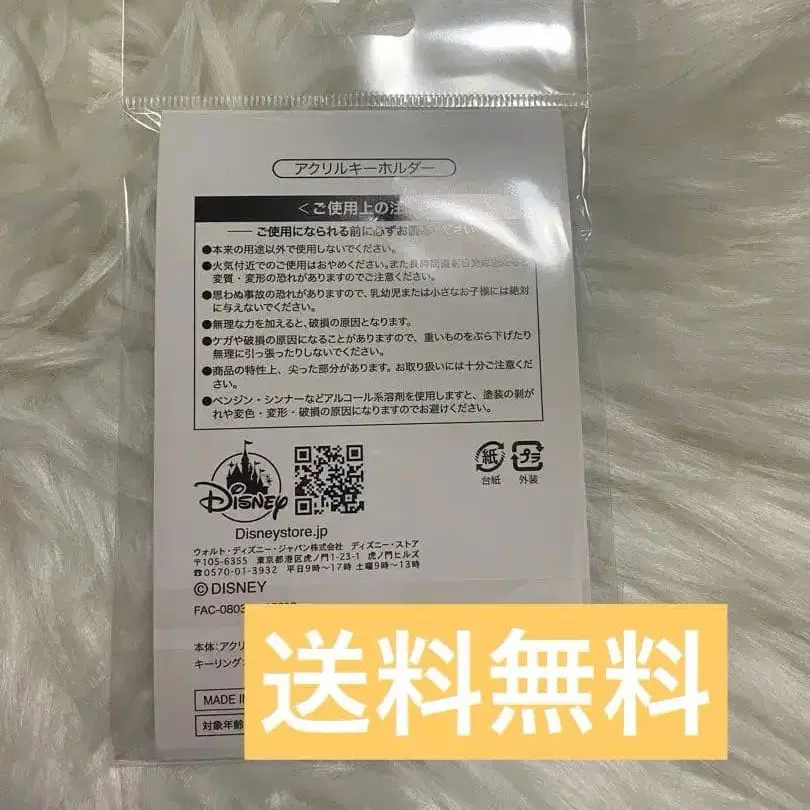 アクリルキーホルダー
＜ご使用上の注
ご使用になられる前に必ずお読みください
●本来の用途以外で使用しないでください。
●火気付近でのご使用はおやめください。また長時間直射日光に
変質・変形の恐れがありますのでご注意ください。
●思わぬ事故の恐れがありますので、乳幼児または小さなお子様には絶対
に与えないでください。
●無理な力を加えると、破損の原因となります。
●ケガや破損の原因になることがありますので、重いものをぶら下げたり
無理に引っ張ったりしないでください。
●商品の特性上、尖った部分があります。お取り扱いには十分ご注意くださ
い。
●ベンジン・シンナーなどアルコール系溶剤を使用しますと、塗装の剥が
れや変色・変形・破損の原因になりますのでお避けください。
紙 プラ
台紙 外装
DISNEY
Disneystore.jp
ウォルト・ディズニー・ジャパン株式会社 ディズニー・ストア
〒105-6355 東京都港区虎ノ門1-23-1 虎ノ門ヒルズ
☎0570-01-3932 平日9時〜17時 土曜9時〜13時
©DISNEY
FAC-0803
本体：アクリ
キーリング：
MADE IN
対象年齢
送料無料